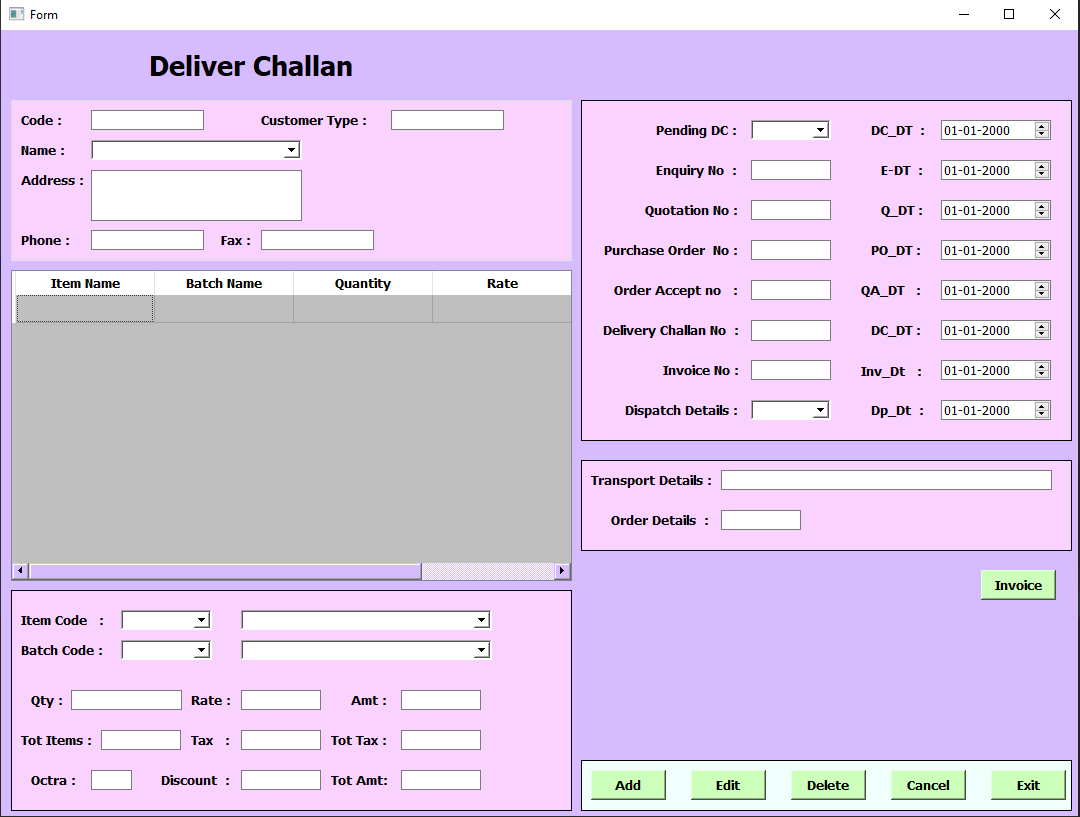 Form
Deliver Challan
Code :
Customer Type :
Name :
Address :
Phone :
Fax :
Item Name Batch Name Quantity Rate
Item Code :
Batch Code :
Qty : Rate : Amt :
Tot Items : Tax : Tot Tax :
Octra : Discount : Tot Amt:
Pending DC : DC_DT : 01-01-2000
Enquiry No : E-DT : 01-01-2000
Quotation No : Q_DT : 01-01-2000
Purchase Order No : PO_DT : 01-01-2000
Order Accept no : QA_DT : 01-01-2000
Delivery Challan No : DC_DT : 01-01-2000
Invoice No : Inv_Dt : 01-01-2000
Dispatch Details : Dp_Dt : 01-01-2000
Transport Details :
Order Details :
Invoice
Add Edit Delete Cancel Exit